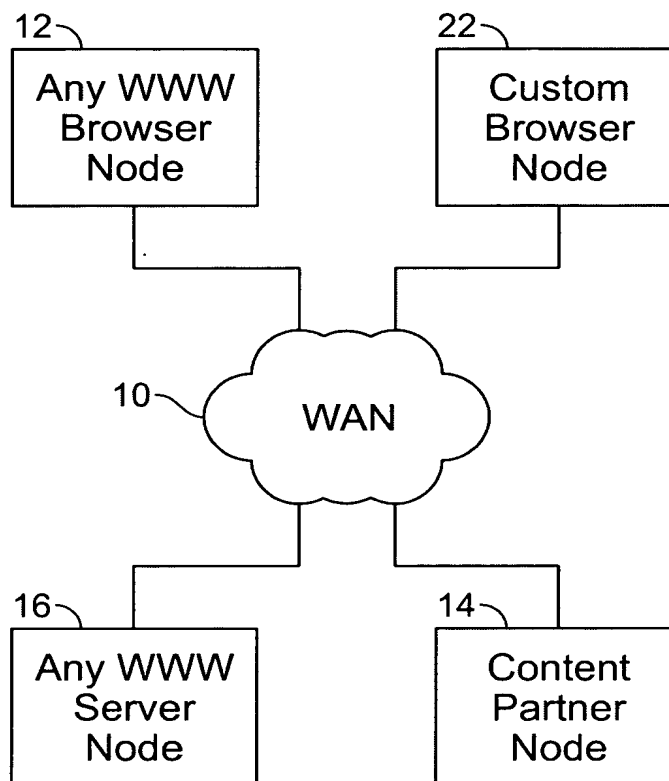 12
Any WWW
Browser
Node
22
Custom
Browser
Node
10
WAN
16
Any WWW
Server
Node
14
Content
Partner
Node